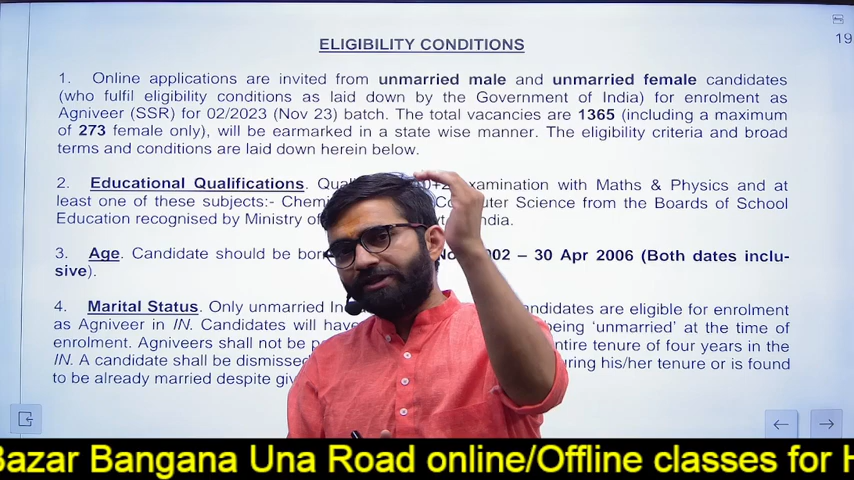 19
ELIGIBILITY CONDITIONS
1. Online applications are invited from unmarried male and unmarried female candidates
(who fulfil eligibility conditions as laid down by the Government of India) for enrolment as
Agniveer (SSR) for 02/2023 (Nov 23) batch. The total vacancies are 1365 (including a maximum
of 273 female only), will be earmarked in a state wise manner. The eligibility criteria and broad
terms and conditions are laid down herein below.
2. Educational Qualifications. examination with Maths & Physics and at
least one of these subjects:- Computer Science from the Boards of School
Education recognised by Ministry of India.
3. Age. Candidate should be born – 30 Apr 2006 (Both dates inclu-
sive).
4. Marital Status. Only unmarried candidates are eligible for enrolment
as Agniveer in IN. Candidates will have being ‘unmarried’ at the time of
enrolment. Agniveers shall not be entire tenure of four years in the
IN. A candidate shall be dismissed his/her tenure or is found
to be already married despite
Bazar Bangana Una Road online/Offline classes for H